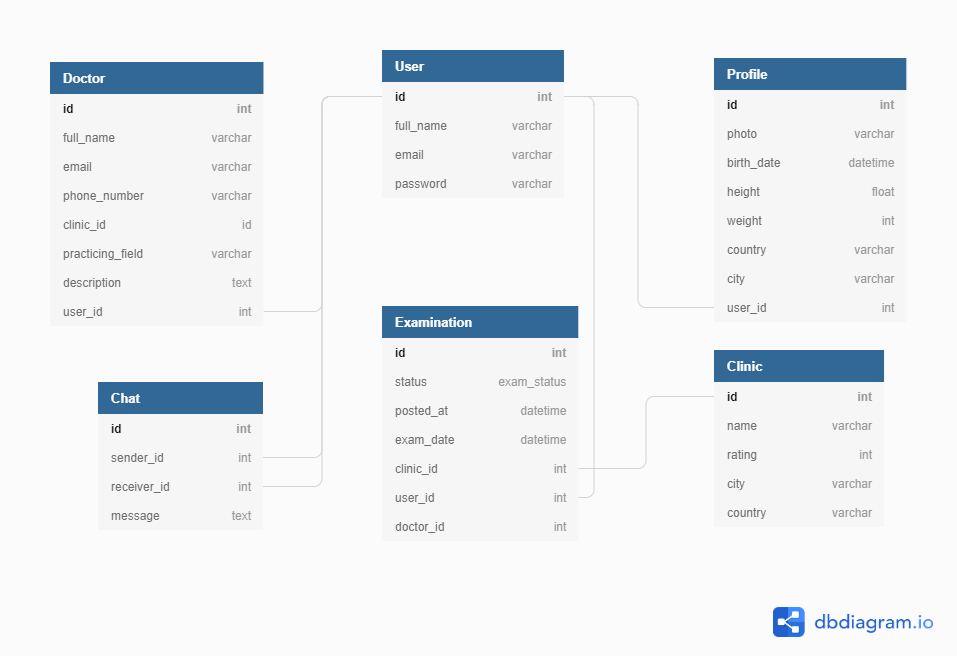 Doctor
id int
full_name varchar
email varchar
phone_number varchar
clinic_id id
practicing_field varchar
description text
user_id int
User
id int
full_name varchar
email varchar
password varchar
Profile
id int
photo varchar
birth_date datetime
height float
weight int
country varchar
city varchar
user_id int
Chat
id int
sender_id int
receiver_id int
message text
Examination
id int
status exam_status
posted_at datetime
exam_date datetime
clinic_id int
user_id int
doctor_id int
Clinic
id int
name varchar
rating int
city varchar
country varchar
dbdiagram.io